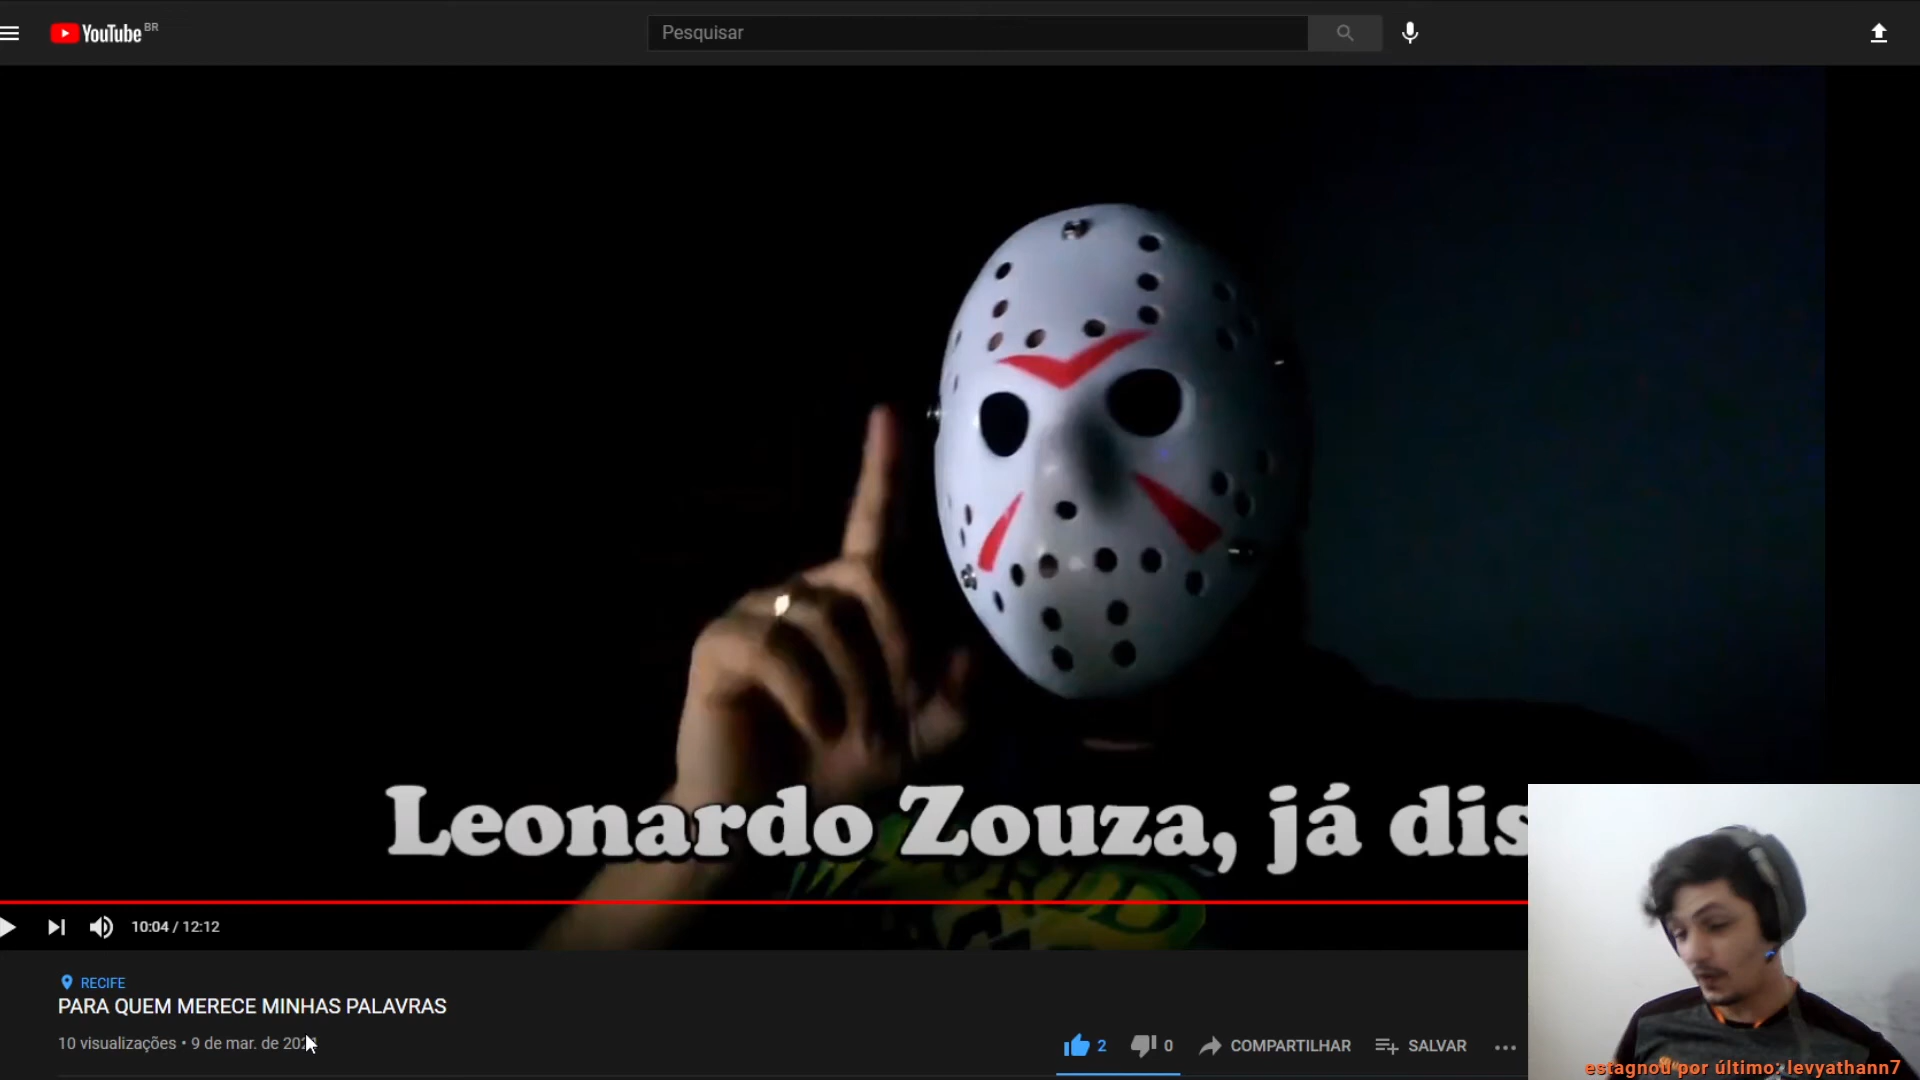 YouTube BR
Pesquisar
Leonardo Zouza, já dis
10:04 / 12:12
RECIFE
PARA QUEM MERECE MINHAS PALAVRAS
10 visualizações • 9 de mar. de
2
0
COMPARTILHAR
SALVAR
estagnou por último: levyathann7